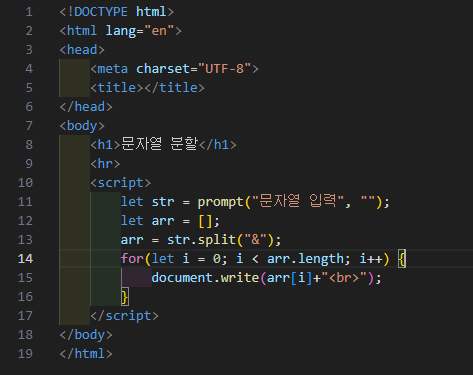 1 <!DOCTYPE html>
2 <html lang="en">
3 <head>
4     <meta charset="UTF-8">
5     <title></title>
6 </head>
7 <body>
8     <h1>문자열 분할</h1>
9     <hr>
10     <script>
11         let str = prompt("문자열 입력", "");
12         let arr = [];
13         arr = str.split("&");
14         for(let i = 0; i < arr.length; i++) {
15             document.write(arr[i]+"<br>");
16         }
17     </script>
18 </body>
19 </html>